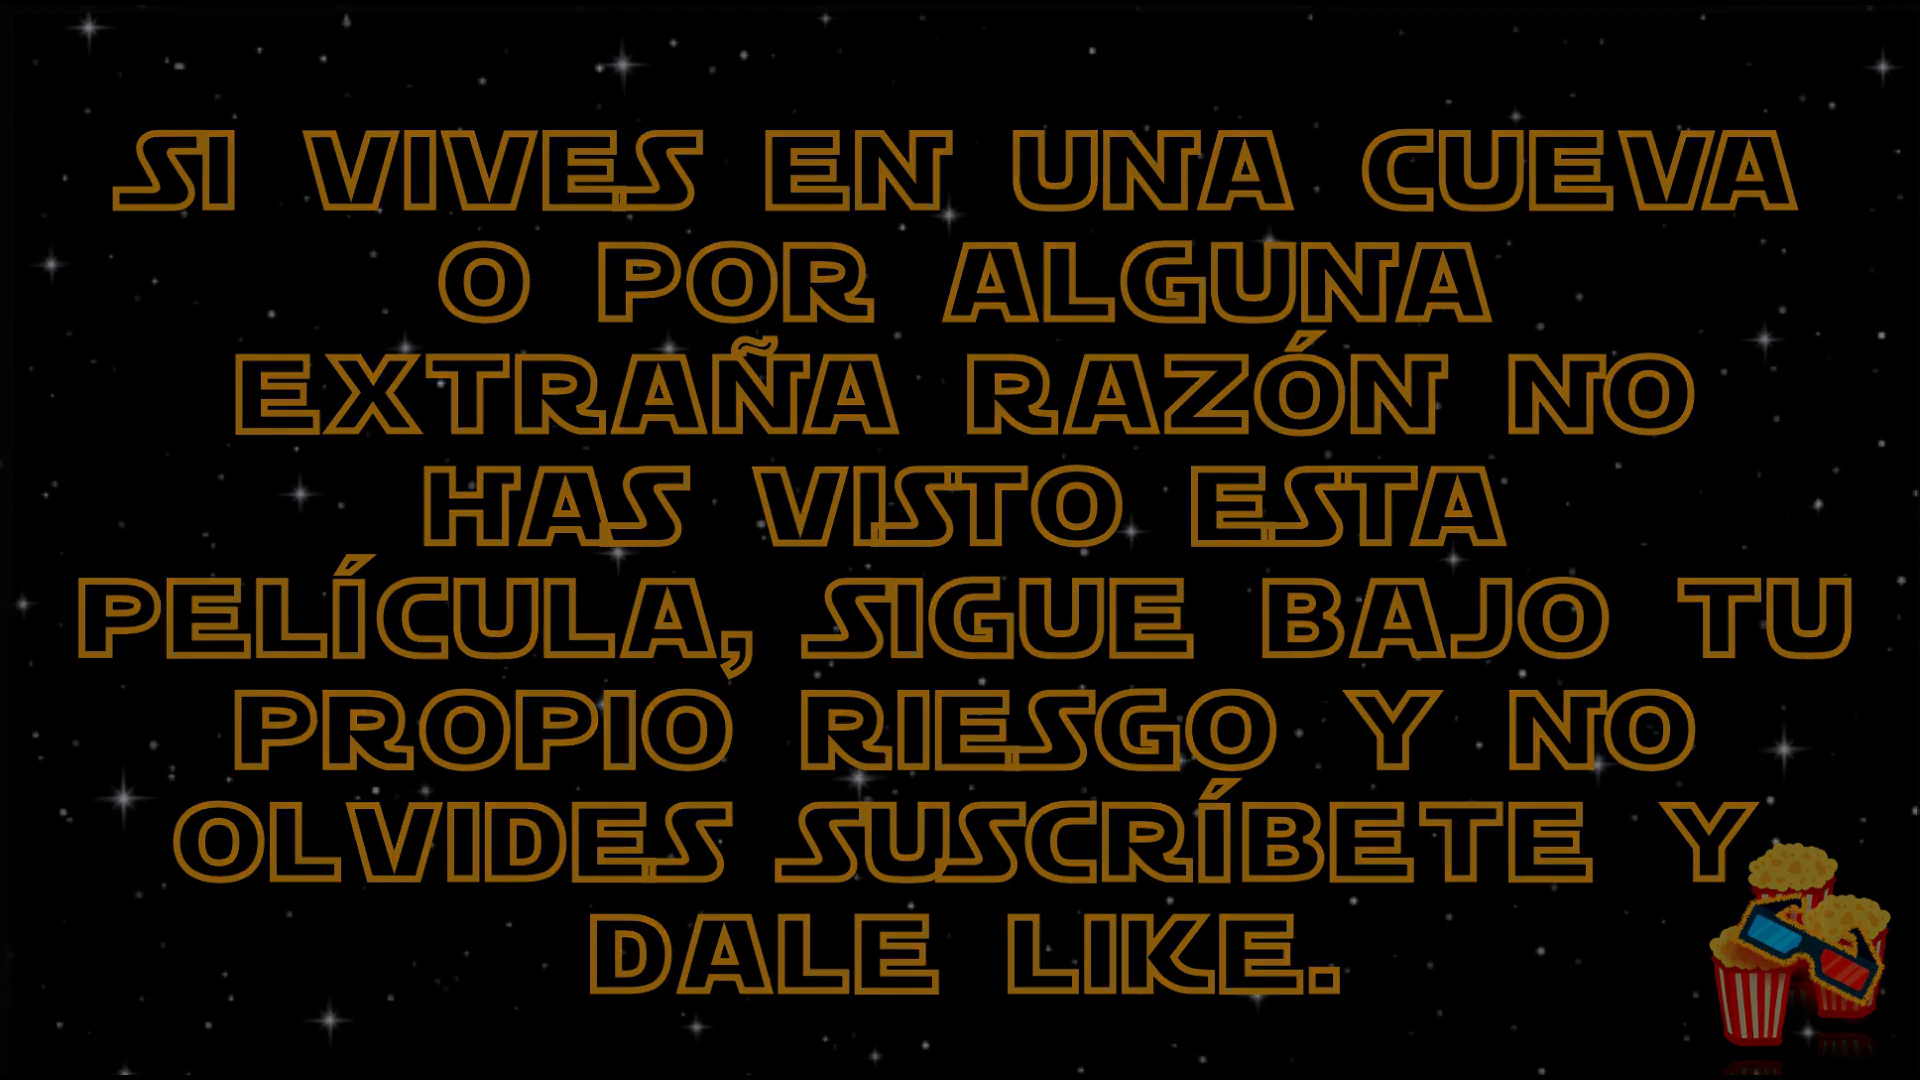 SI VIVES EN UNA CUEVA
O POR ALGUNA
EXTRAÑA RAZÓN NO
HAS VISTO ESTA
PELÍCULA, SIGUE BAJO TU
PROPIO RIESGO Y NO
OLVIDES SUSCRÍBETE Y
DALE LIKE.